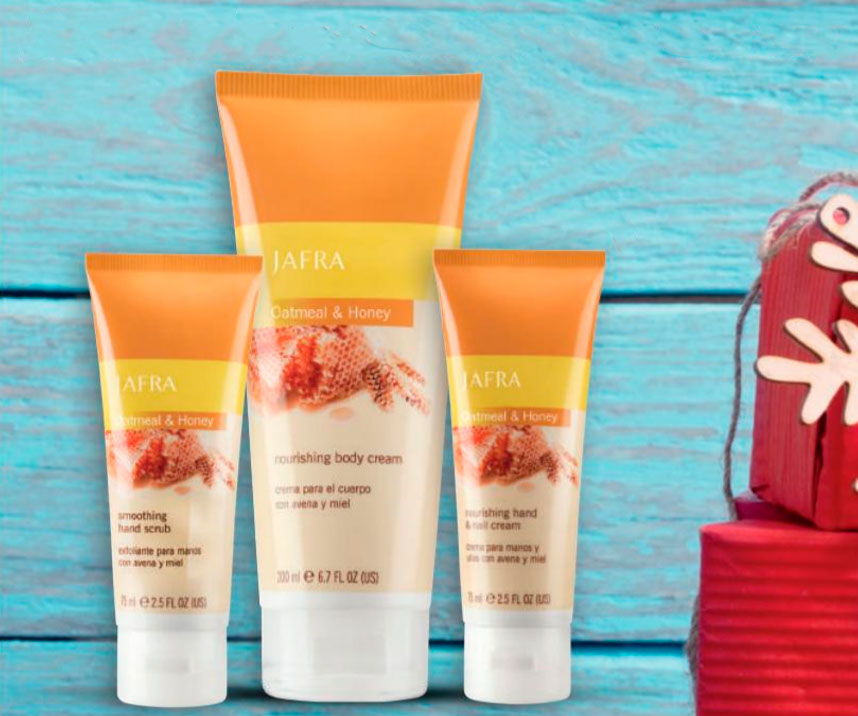 JAFRA
Oatmeal & Honey
smoothing
hand scrub
exfoliante para manos
con avena y miel
75 ml e 2.5 FL OZ (US)
JAFRA
Oatmeal & Honey
nourishing body cream
crema para el cuerpo
con avena y miel
200 ml e 6.7 FL OZ (US)
JAFRA
Oatmeal & Honey
nourishing hand
& nail cream
crema para manos y
uñas con avena y miel
75 ml e 2.5 FL OZ (US)